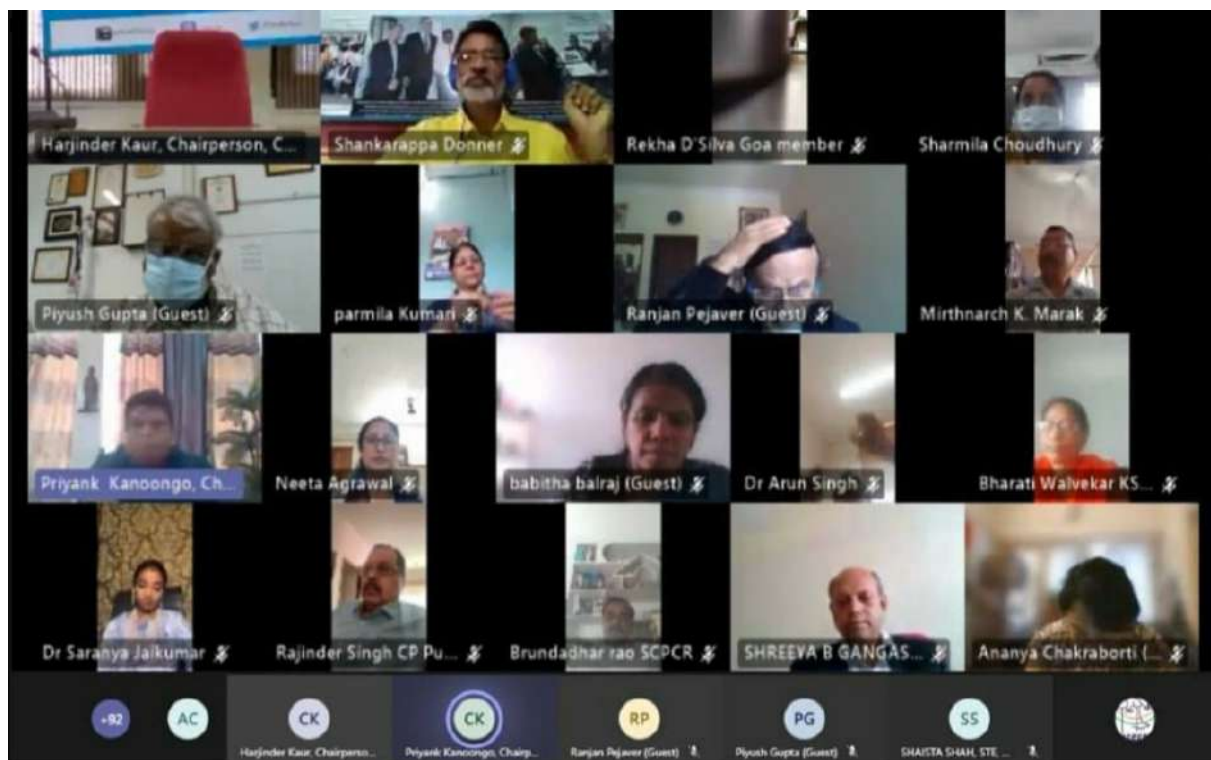 Harjinder Kaur, Chairperson, C...
Shankarappa Donner
Rekha D'Silva Goa member
Sharmila Choudhury
Piyush Gupta (Guest)
parmila Kumari
Ranjan Pejaver (Guest)
Mirthnarch K. Marak
Priyank Kanoongo, Ch...
Neeta Agrawal
babitha balraj (Guest)
Dr Arun Singh
Bharati Walvekar KS...
Dr Saranya Jaikumar
Rajinder Singh CP Pu...
Brundadhar rao SCPCR
SHREEYA B GANGAS...
Ananya Chakraborti (...
+92
AC
CK
CK
RP
PG
SS
Harjinder Kaur, Chairperso...
Priyank Kanoongo, Chairp...
Ranjan Pejaver (Guest)
Piyush Gupta (Guest)
SHAISTA SHAH, STE, ...